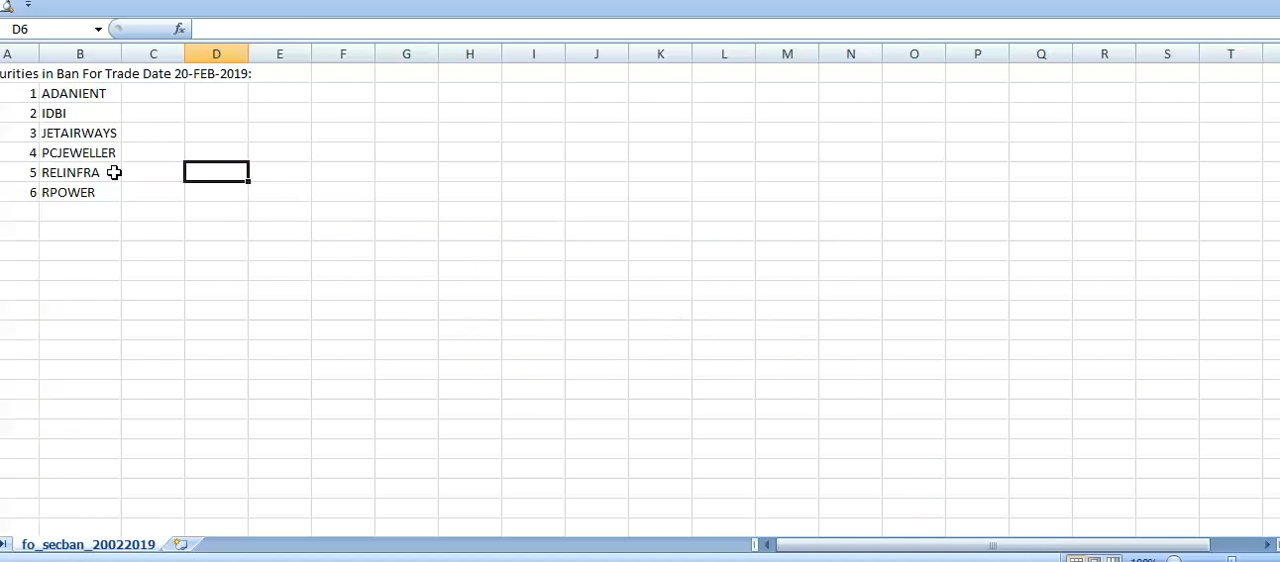 D6 fx
A B C D E F G H I J K L M N O P Q R S T
urities in Ban For Trade Date 20-FEB-2019:
1 ADANIENT
2 IDBI
3 JETAIRWAYS
4 PCJEWELLER
5 RELINFRA
6 RPOWER
fo_secban_20022019